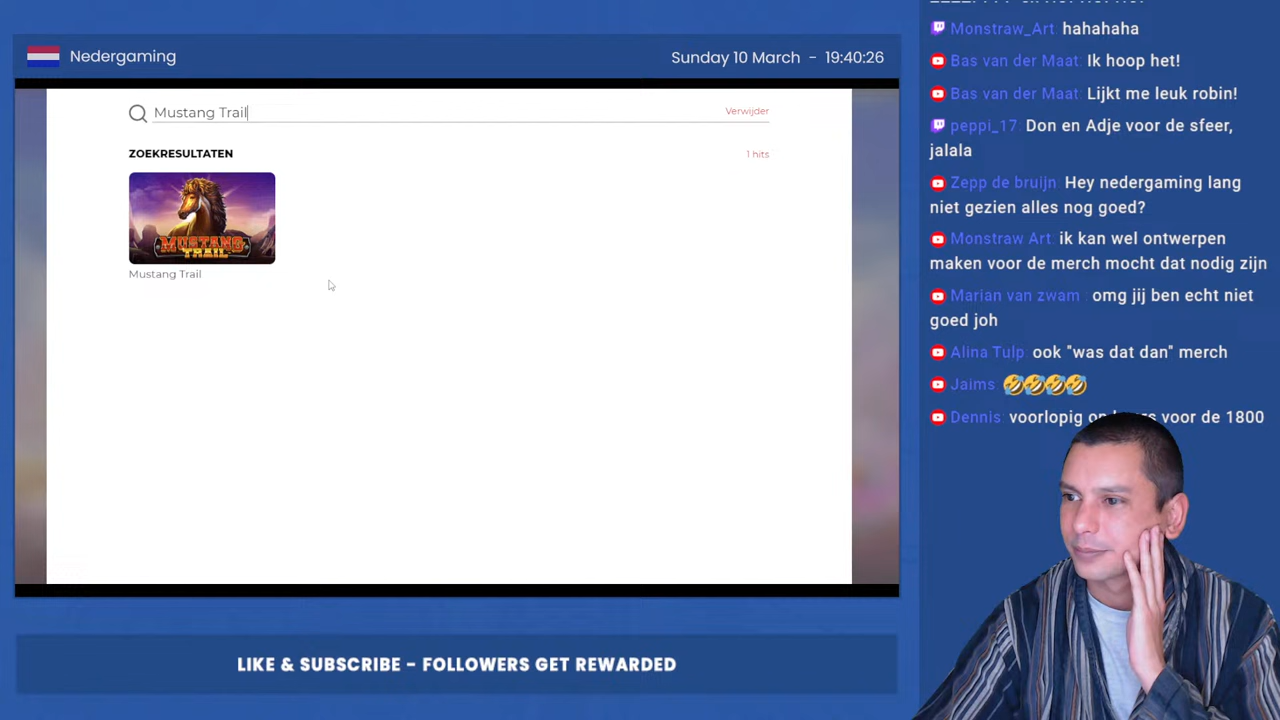 Nedergaming
Sunday 10 March - 19:40:26
Mustang Trail
Verwijder
ZOEKRESULTATEN
1 hits
MUSTANG
TRAIL
Mustang Trail
LIKE & SUBSCRIBE - FOLLOWERS GET REWARDED
Monstraw_Art: hahahaha
Bas van der Maat: Ik hoop het!
Bas van der Maat: Lijkt me leuk robin!
peppi_17: Don en Adje voor de sfeer,
jalala
Zepp de bruijn: Hey nedergaming lang
niet gezien alles nog goed?
Monstraw Art: ik kan wel ontwerpen
maken voor de merch mocht dat nodig zijn
Marian van zwam : omg jij ben echt niet
goed joh
Alina Tulp: ook "was dat dan" merch
Jaims: 🤣🤣🤣🤣
Dennis: voorlopig op voor de 1800